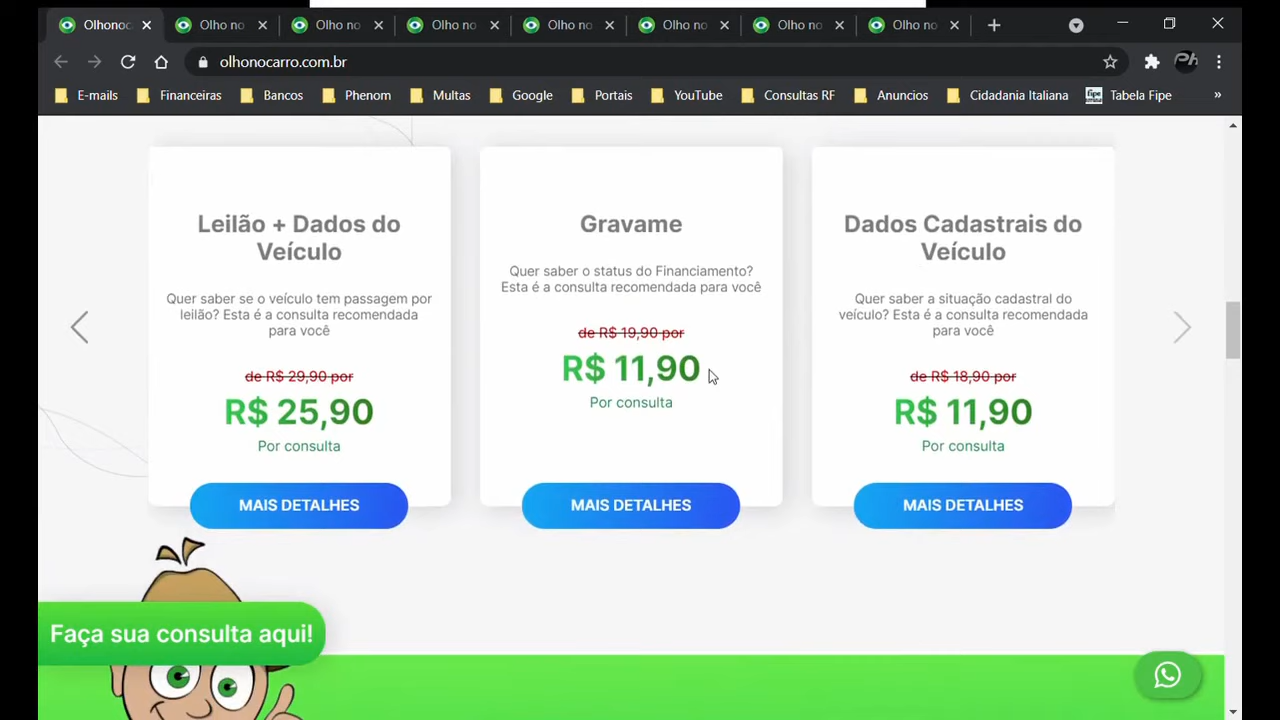 Olhonoc
Olho no
Olho no
Olho no
Olho no
Olho no
Olho no
Olho no
olhonocarro.com.br
Ph
E-mails
Financeiras
Bancos
Phenom
Multas
Google
Portais
YouTube
Consultas RF
Anuncios
Cidadania Italiana
fipe
Tabela Fipe
»
Leilão + Dados do
Veículo
Quer saber se o veículo tem passagem por
leilão? Esta é a consulta recomendada
para você
de R$ 29,90 por
R$ 25,90
Por consulta
MAIS DETALHES
Gravame
Quer saber o status do Financiamento?
Esta é a consulta recomendada para você
de R$ 19,90 por
R$ 11,90
Por consulta
MAIS DETALHES
Dados Cadastrais do
Veículo
Quer saber a situação cadastral do
veículo? Esta é a consulta recomendada
para você
de R$ 18,90 por
R$ 11,90
Por consulta
MAIS DETALHES
Faça sua consulta aqui!